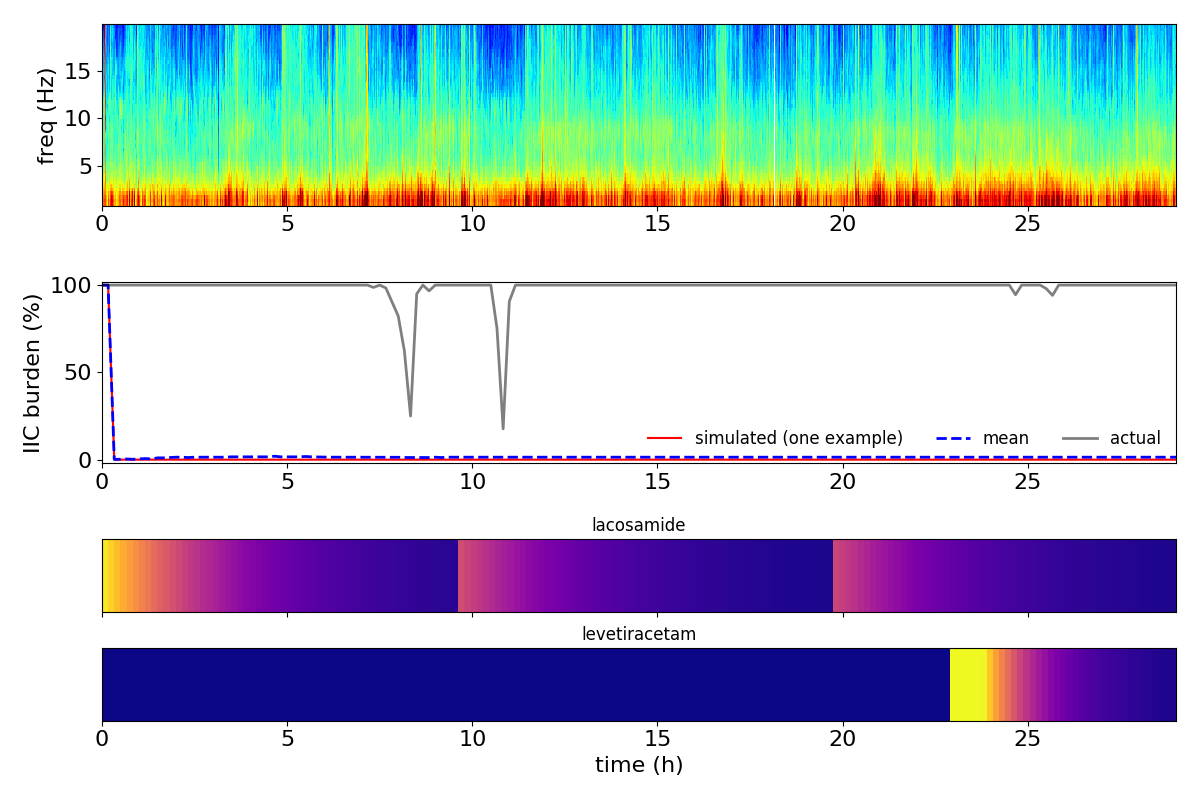 freq (Hz)
15
10
5
0 5 10 15 20 25
IIC burden (%)
100
50
0
simulated (one example) mean actual
0 5 10 15 20 25
lacosamide
levetiracetam
0 5 10 15 20 25
time (h)